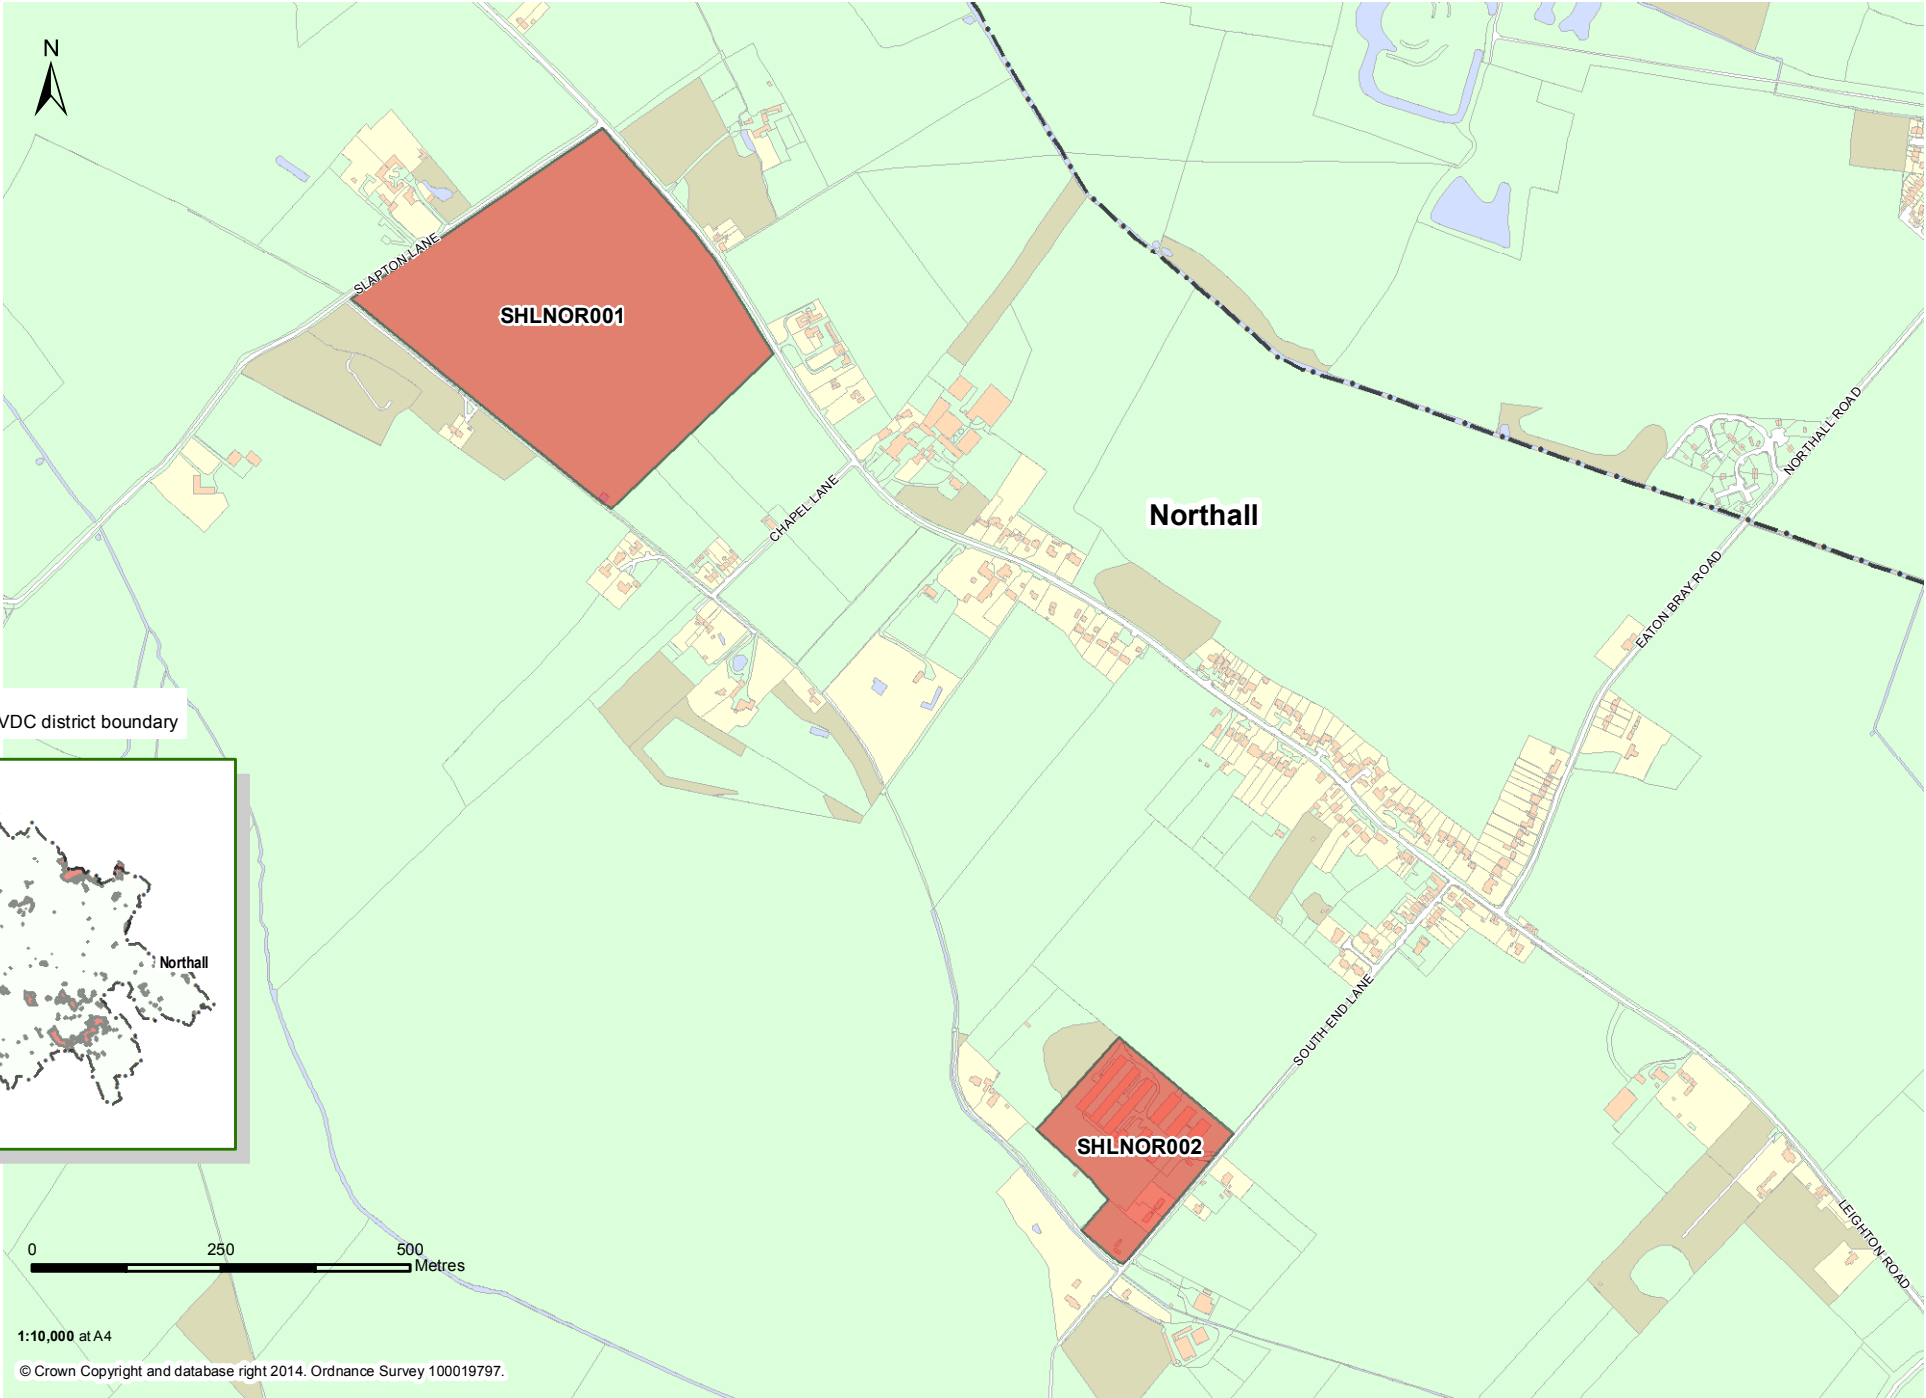 N
SLAPTON LANE
SHLNOR001
CHAPEL LANE
Northall
NORTHALL ROAD
EATON BRAY ROAD
VDC district boundary
Northall
SOUTH END LANE
SHLNOR002
LEIGHTON ROAD
0 250 500
Metres
1:10,000 at A4
© Crown Copyright and database right 2014. Ordnance Survey 100019797.